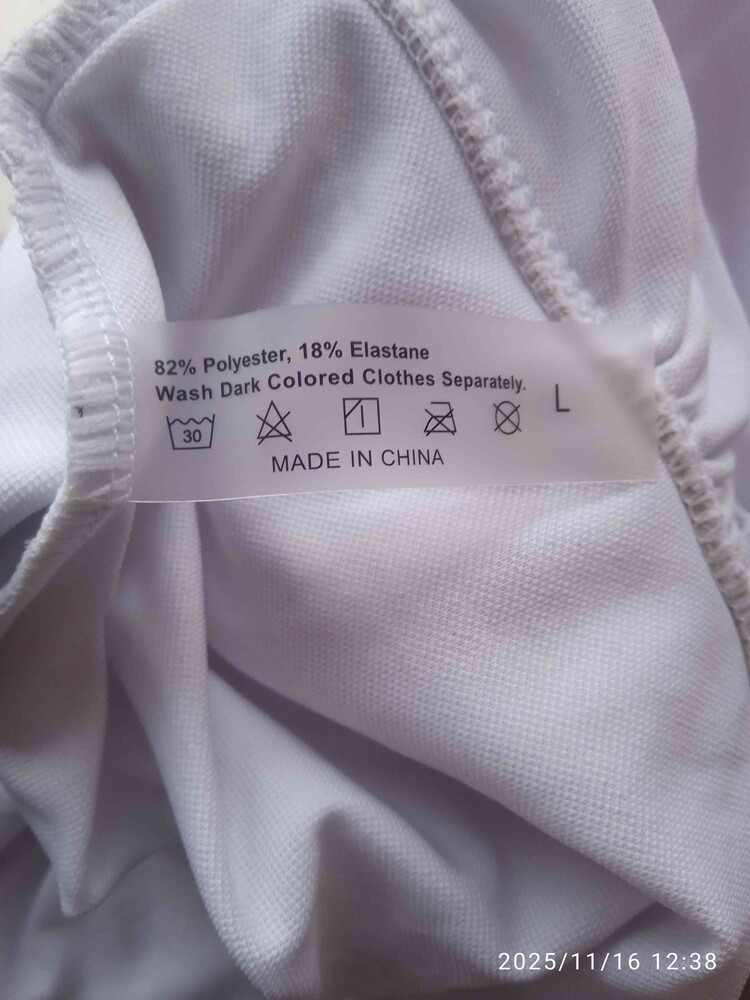 82% Polyester, 18% Elastane
Wash Dark Colored Clothes Separately.
30
L
MADE IN CHINA
2025/11/16 12:38